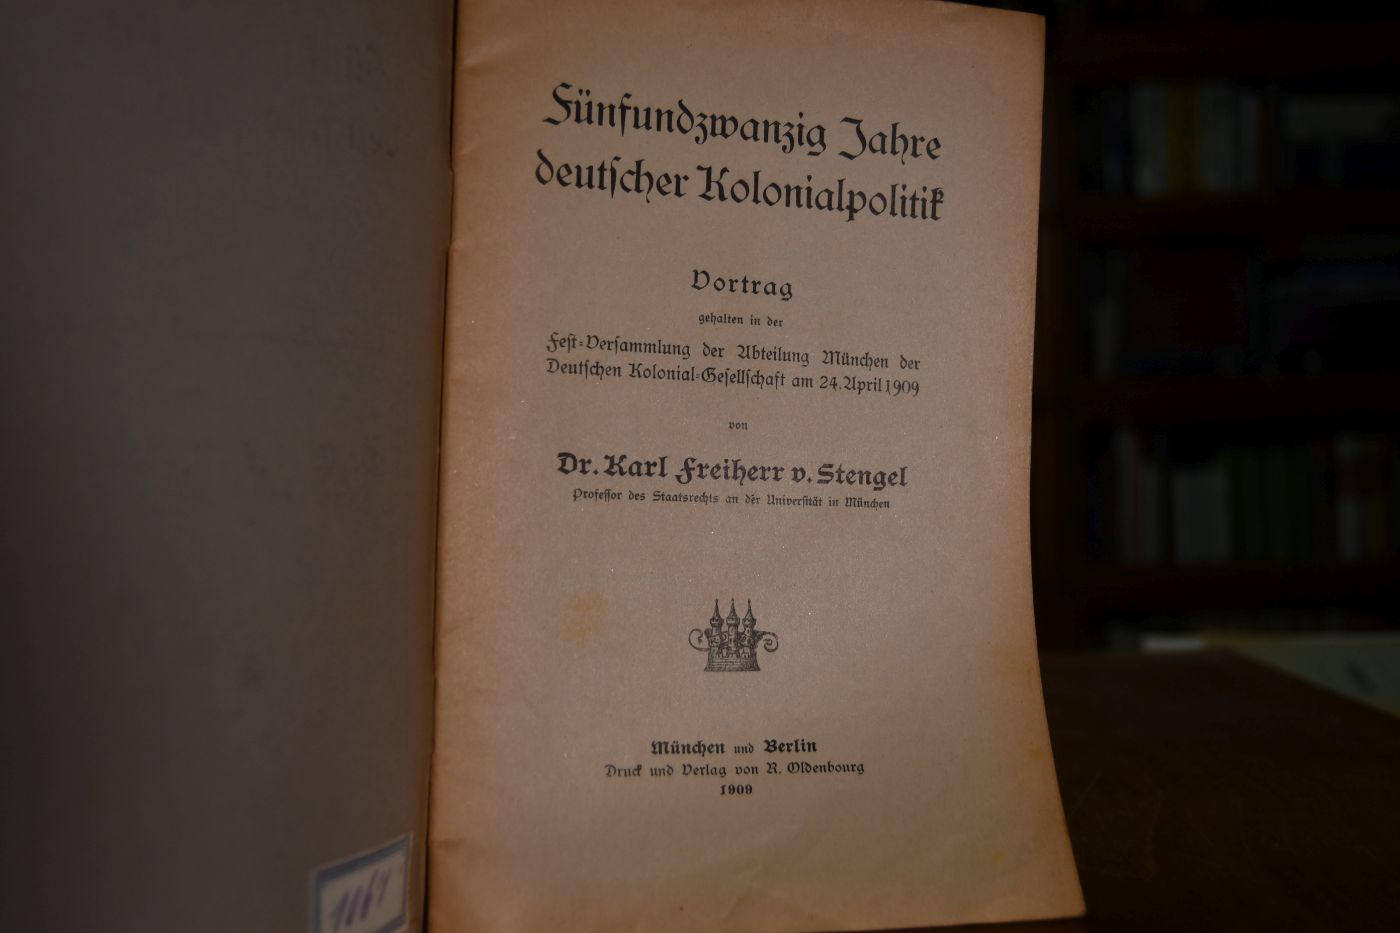 Fünfundzwanzig Jahre
deutscher Kolonialpolitik
Vortrag
gehalten in der
Fest-Versammlung der Abteilung München der
Deutschen Kolonial-Gesellschaft am 24. April 1909
von
Dr. Karl Freiherr v. Stengel
Professor des Staatsrechts an der Universität in München
München und Berlin
Druck und Verlag von R. Oldenbourg
1909